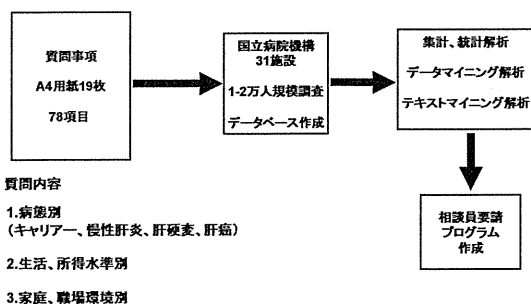 質問事項
A4用紙19枚
78項目
国立病院機構
31施設
1-2万人規模調査
データベース作成
集計、統計解析
データマイニング解析
テキストマイニング解析
相談員要請
プログラム
作成
質問内容
1.病態別
(キャリアー、慢性肝炎、肝硬変、肝癌)
2.生活、所得水準別
3.家庭、職場環境別